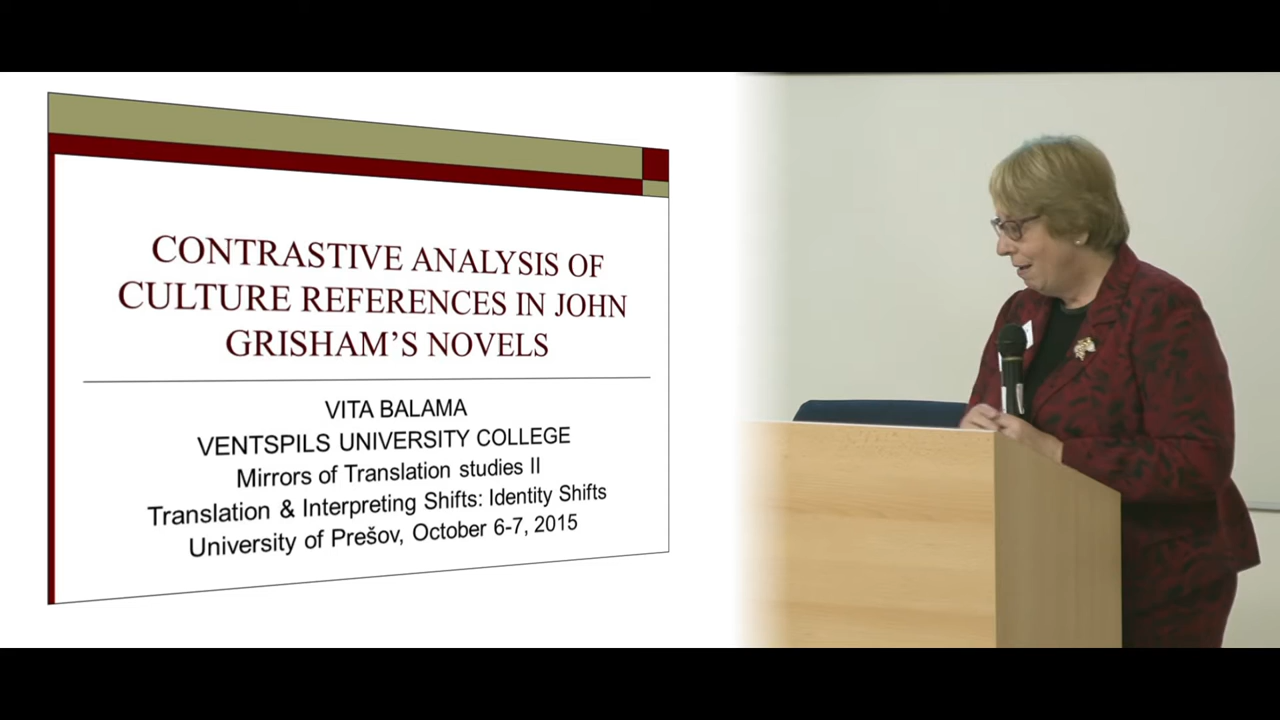 CONTRASTIVE ANALYSIS OF
CULTURE REFERENCES IN JOHN
GRISHAM’S NOVELS
VITA BALAMA
VENTSPILS UNIVERSITY COLLEGE
Mirrors of Translation studies II
Translation & Interpreting Shifts: Identity Shifts
University of Prešov, October 6-7, 2015